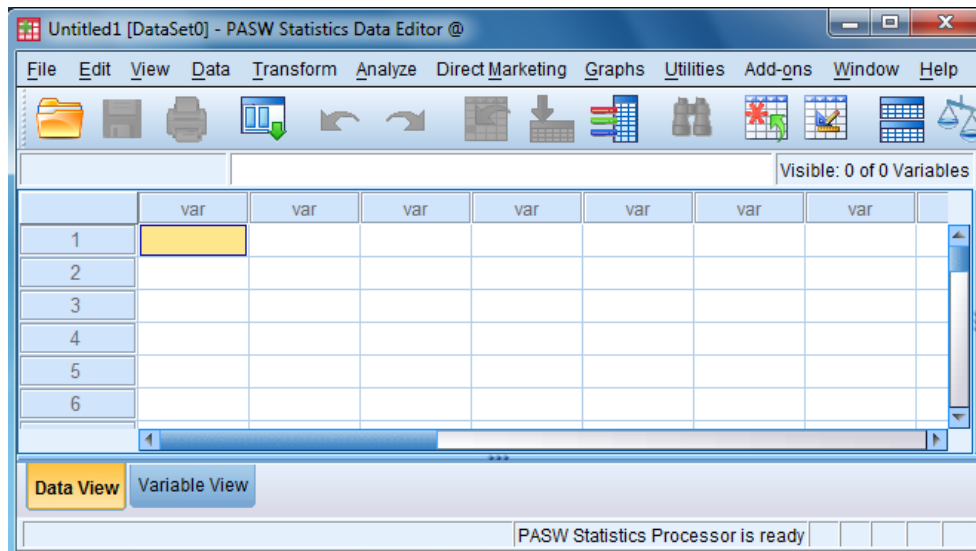 Untitled1 [DataSet0] - PASW Statistics Data Editor @
File Edit View Data Transform Analyze Direct Marketing Graphs Utilities Add-ons Window Help
Visible: 0 of 0 Variables
var var var var var var var
1
2
3
4
5
6
Data View Variable View
PASW Statistics Processor is ready